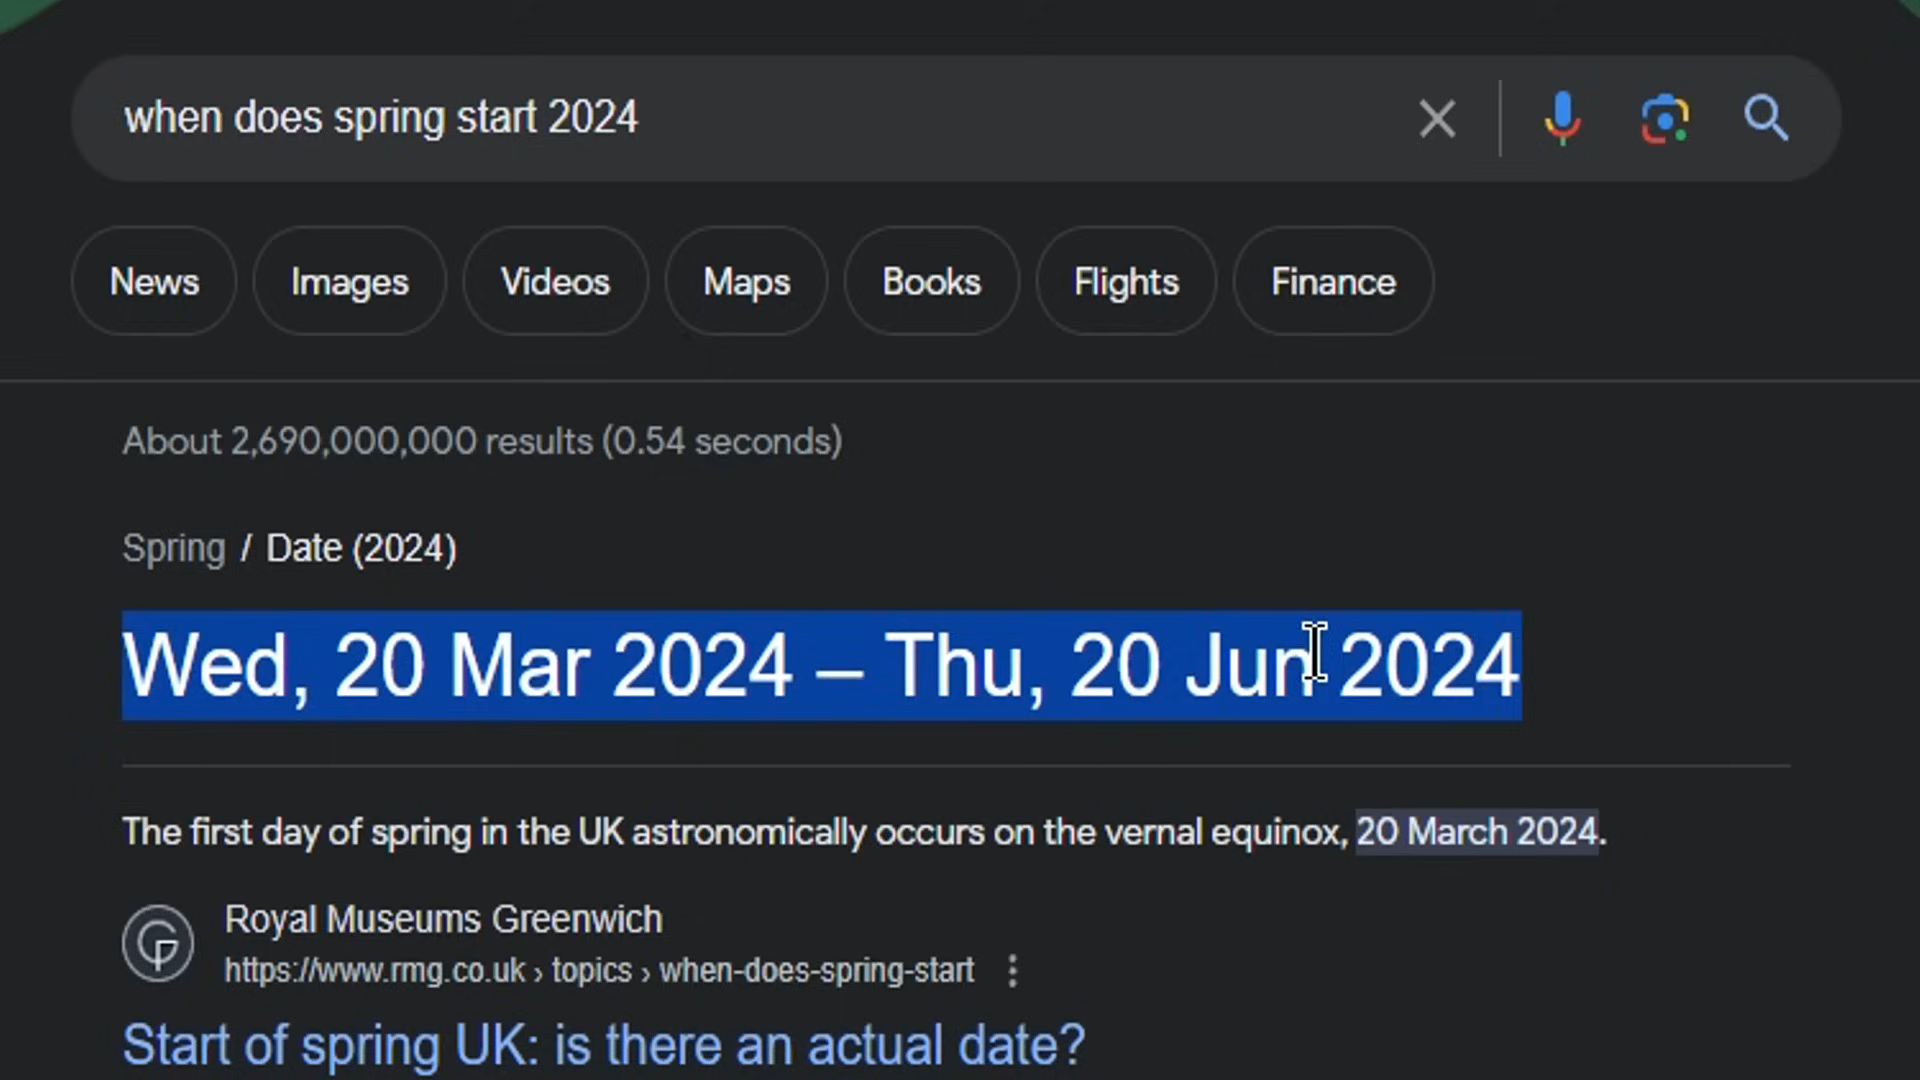 when does spring start 2024
News Images Videos Maps Books Flights Finance
About 2,690,000,000 results (0.54 seconds)
Spring / Date (2024)
Wed, 20 Mar 2024 – Thu, 20 Jun 2024
The first day of spring in the UK astronomically occurs on the vernal equinox, 20 March 2024.
Royal Museums Greenwich
https://www.rmg.co.uk › topics › when-does-spring-start
Start of spring UK: is there an actual date?